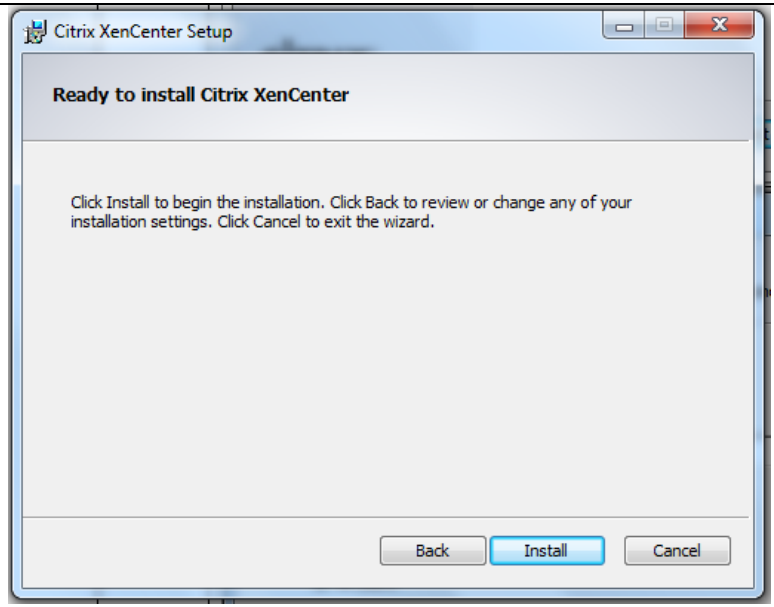 Citrix XenCenter Setup
Ready to install Citrix XenCenter
Click Install to begin the installation. Click Back to review or change any of your
installation settings. Click Cancel to exit the wizard.
Back Install Cancel